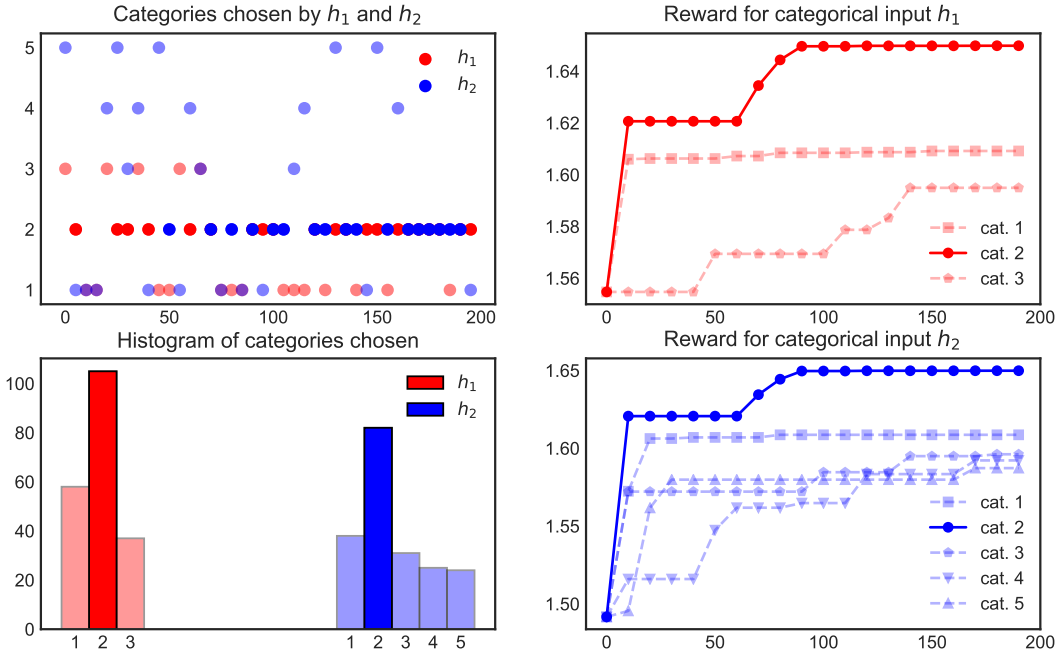 Categories chosen by h₁ and h₂
5
4
3
2
1
0
50
100
150
200
h₁
h₂
Reward for categorical input h₁
1.64
1.62
1.60
1.58
1.56
0
50
100
150
200
cat. 1
cat. 2
cat. 3
Histogram of categories chosen
100
80
60
40
20
0
1 2 3
1 2 3 4 5
h₁
h₂
Reward for categorical input h₂
1.65
1.60
1.55
1.50
0
50
100
150
200
cat. 1
cat. 2
cat. 3
cat. 4
cat. 5